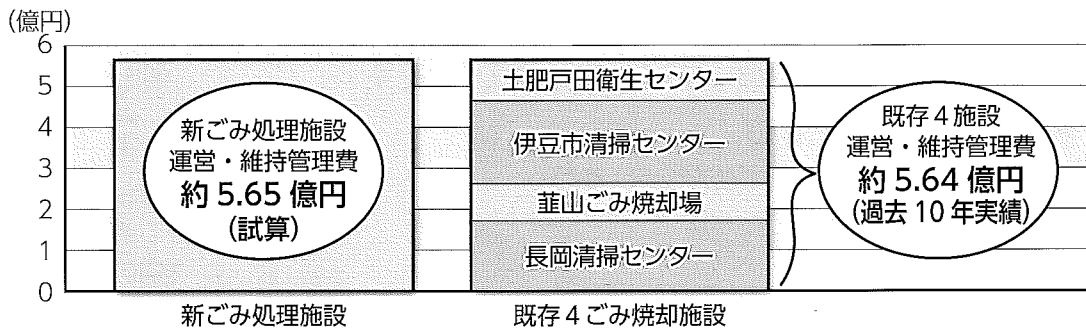 (億円)
6
5
4
3
2
1
0
新ごみ処理施設
運営・維持管理費
約 5.65 億円
(試算)
土肥戸田衛生センター
伊豆市清掃センター
韮山ごみ焼却場
長岡清掃センター
既存 4 施設
運営・維持管理費
約 5.64 億円
(過去 10 年実績)
新ごみ処理施設
既存 4 ごみ焼却施設